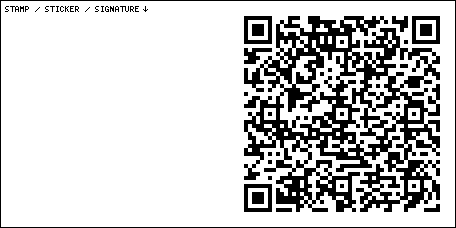 STAMP / STICKER / SIGNATURE ↓